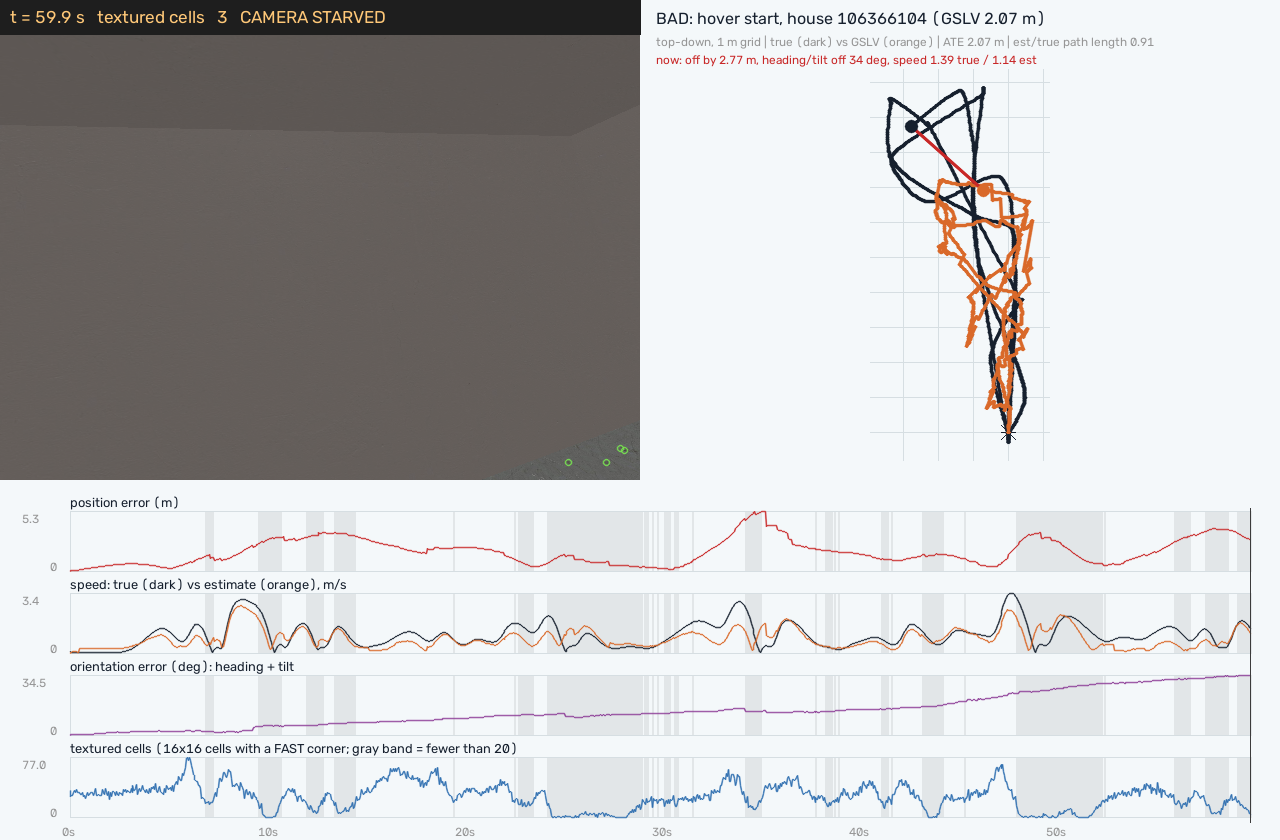 t = 59.9 s textured cells 3 CAMERA STARVED
BAD: hover start, house 106366104 (GSLV 2.07 m)
top-down, 1 m grid | true (dark) vs GSLV (orange) | ATE 2.07 m | est/true path length 0.91
now: off by 2.77 m, heading/tilt off 34 deg, speed 1.39 true / 1.14 est
position error (m)
5.3
0
speed: true (dark) vs estimate (orange), m/s
3.4
0
orientation error (deg): heading + tilt
34.5
0
textured cells (16x16 cells with a FAST corner; gray band = fewer than 20)
77.0
0
0s 10s 20s 30s 40s 50s